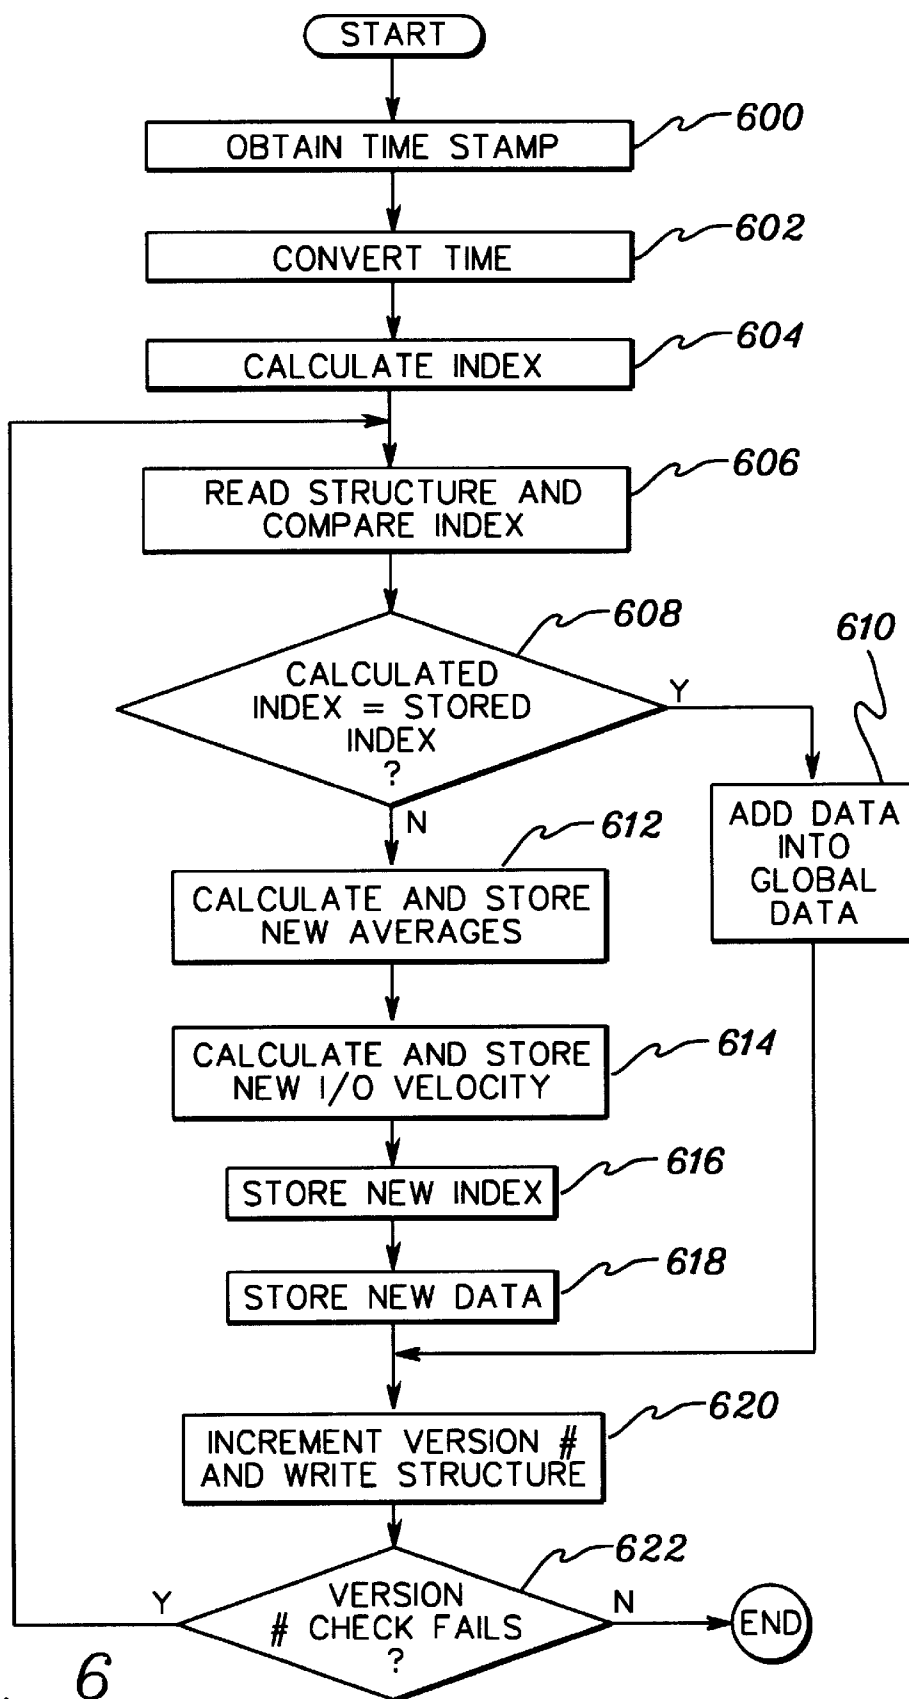 START
600
OBTAIN TIME STAMP
602
CONVERT TIME
604
CALCULATE INDEX
606
READ STRUCTURE AND
COMPARE INDEX
608
610
CALCULATED
INDEX = STORED
INDEX
?
Y
N
ADD DATA
INTO
GLOBAL
DATA
612
CALCULATE AND STORE
NEW AVERAGES
614
CALCULATE AND STORE
NEW I/O VELOCITY
616
STORE NEW INDEX
618
STORE NEW DATA
620
INCREMENT VERSION #
AND WRITE STRUCTURE
622
VERSION
# CHECK FAILS
?
Y
N
END
6